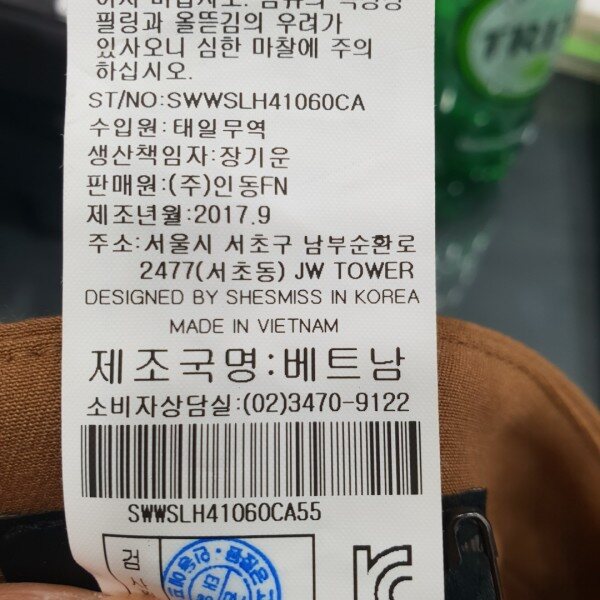 필링과 올뜯김의 우려가
있사오니 심한 마찰에 주의
하십시오.
ST/NO:SWWSLH41060CA
수입원:태일무역
생산책임자:장기운
판매원:(주)인동FN
제조년월:2017.9
주소:서울시 서초구 남부순환로
2477(서초동) JW TOWER
DESIGNED BY SHESMISS IN KOREA
MADE IN VIETNAM
제조국명:베트남
소비자상담실:(02)3470-9122
SWWSLH41060CA55
검